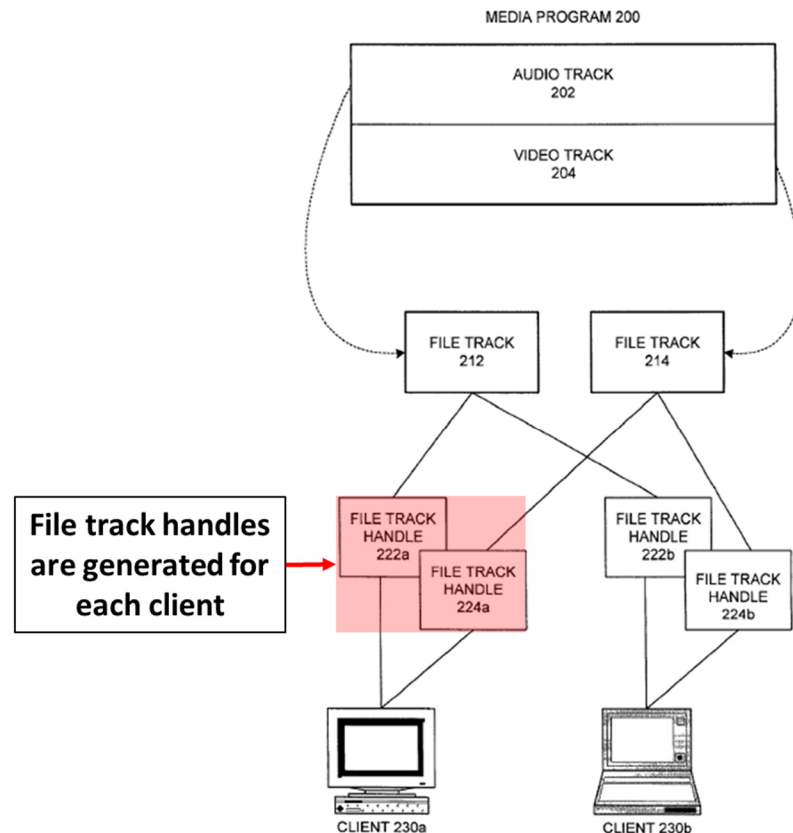 MEDIA PROGRAM 200
AUDIO TRACK
202
VIDEO TRACK
204
FILE TRACK
212
FILE TRACK
214
File track handles
are generated for
each client
FILE TRACK
HANDLE
222a
FILE TRACK
HANDLE
224a
FILE TRACK
HANDLE
222b
FILE TRACK
HANDLE
224b
CLIENT 230a
CLIENT 230b